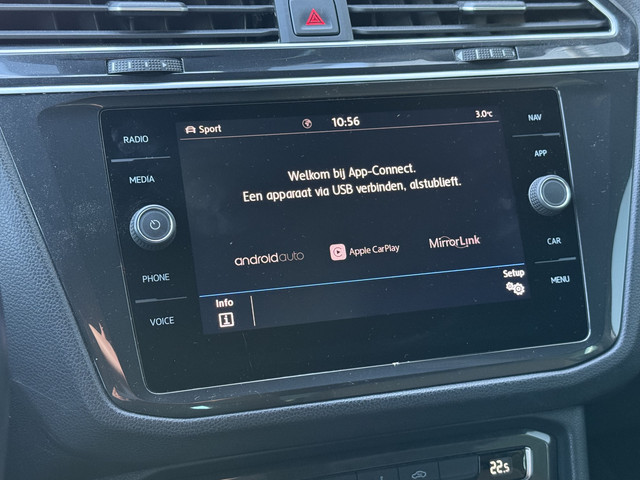 RADIO
MEDIA
PHONE
VOICE
Sport
10:56
3.0°C
Welkom bij App-Connect.
Een apparaat via USB verbinden, alstublieft.
androidauto
Apple CarPlay
MirrorLink
Info
Setup
NAV
APP
CAR
MENU
22.5